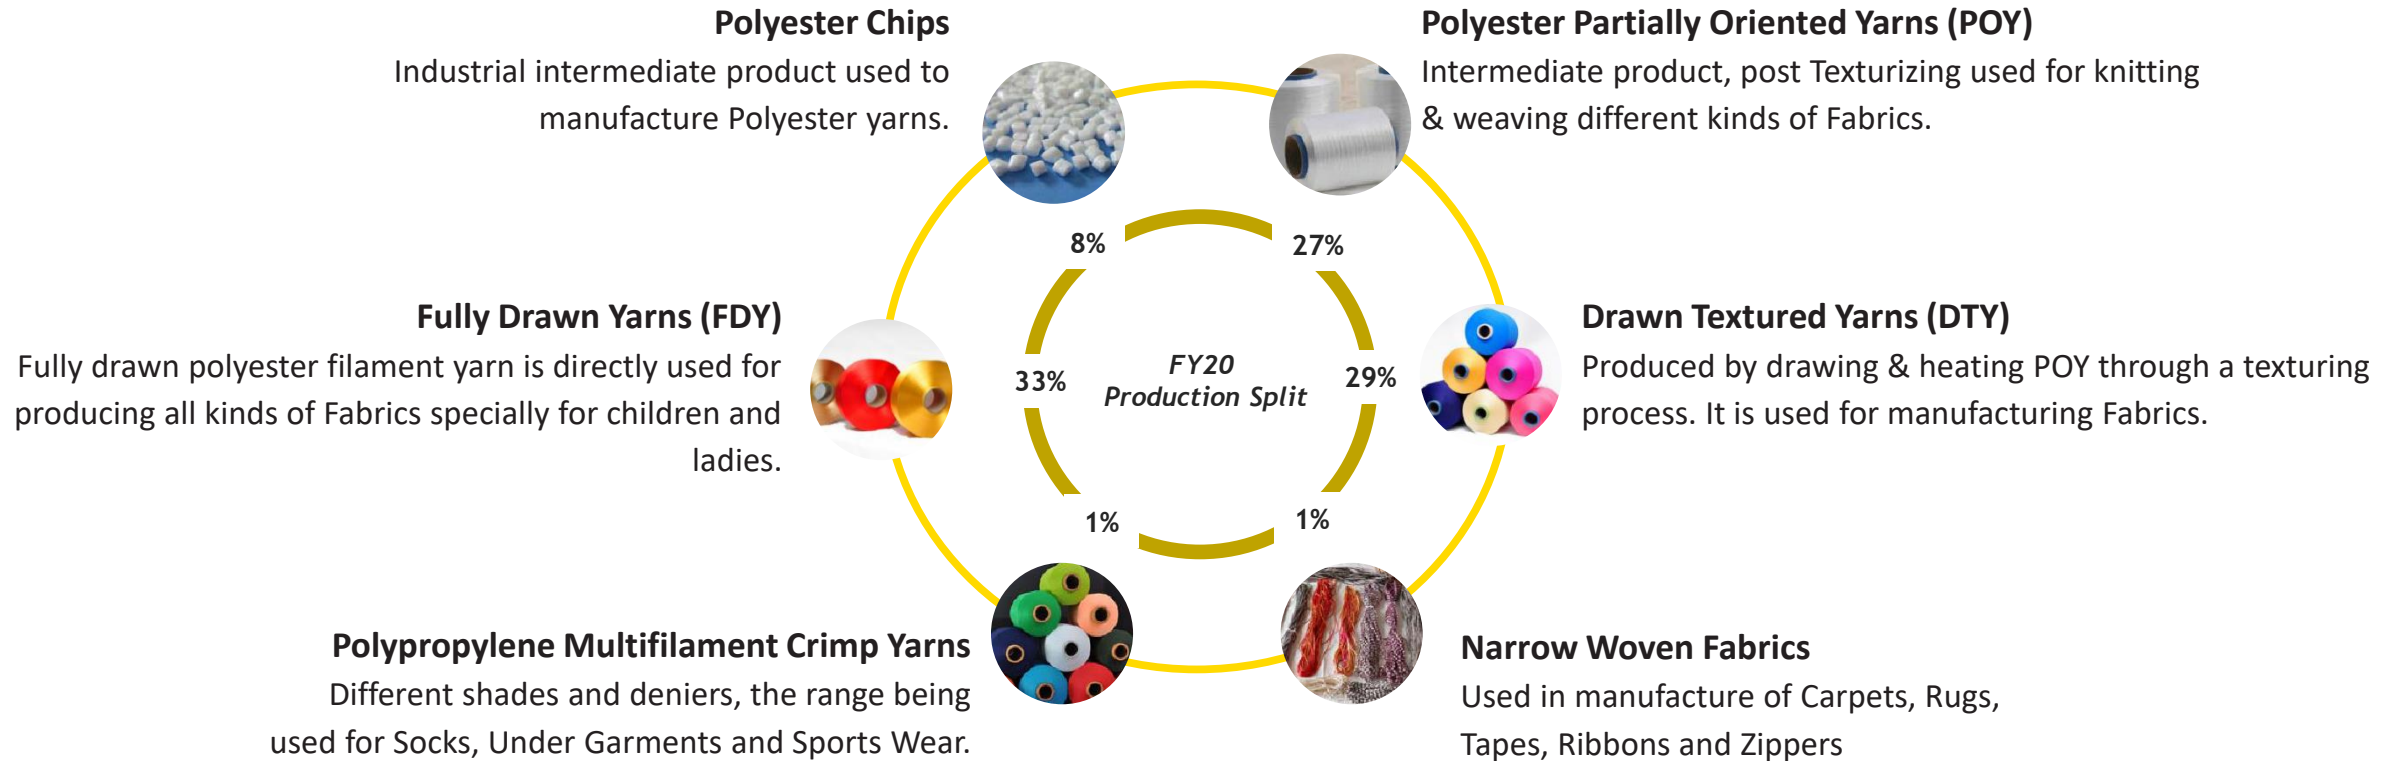 Polyester Chips
Industrial intermediate product used to
manufacture Polyester yarns.
Polyester Partially Oriented Yarns (POY)
Intermediate product, post Texturizing used for knitting
& weaving different kinds of Fabrics.
8%
27%
Fully Drawn Yarns (FDY)
Fully drawn polyester filament yarn is directly used for
producing all kinds of Fabrics specially for children and
ladies.
33%
FY20
Production Split
29%
Drawn Textured Yarns (DTY)
Produced by drawing & heating POY through a texturing
process. It is used for manufacturing Fabrics.
1%
1%
Polypropylene Multifilament Crimp Yarns
Different shades and deniers, the range being
used for Socks, Under Garments and Sports Wear.
Narrow Woven Fabrics
Used in manufacture of Carpets, Rugs,
Tapes, Ribbons and Zippers